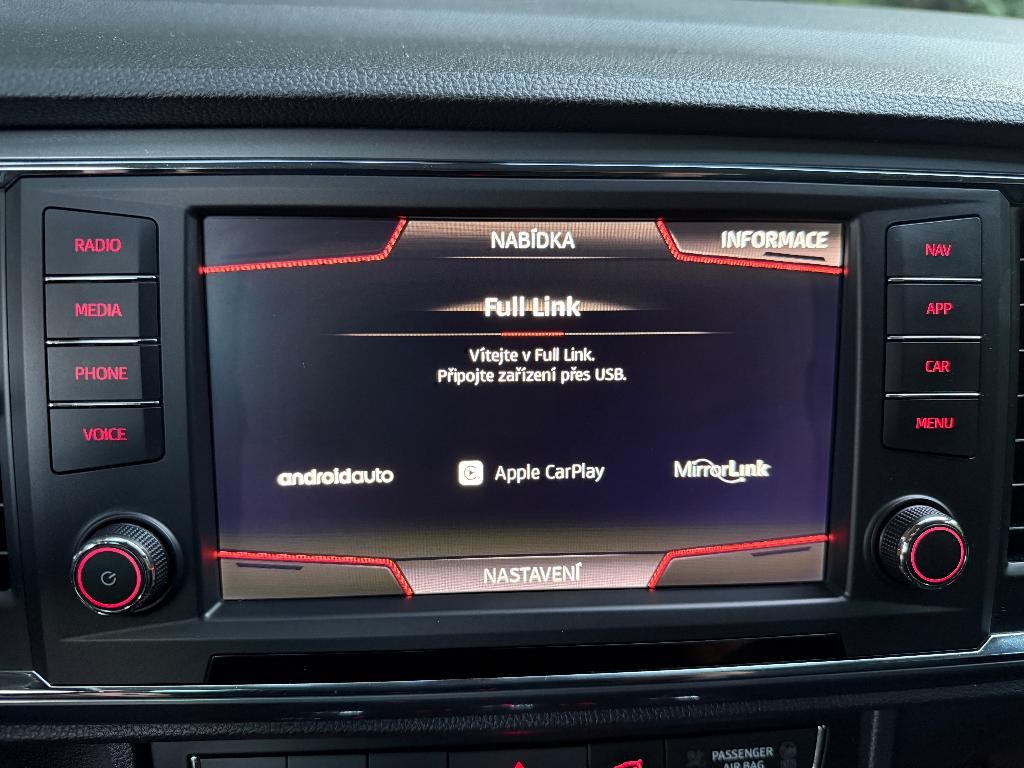 RADIO
MEDIA
PHONE
VOICE
NABÍDKA
INFORMACE
Full Link
Vítejte v Full Link.
Připojte zařízení přes USB.
androidauto
Apple CarPlay
MirrorLink
NASTAVENÍ
NAV
APP
CAR
MENU
PASSENGER
AIR BAG